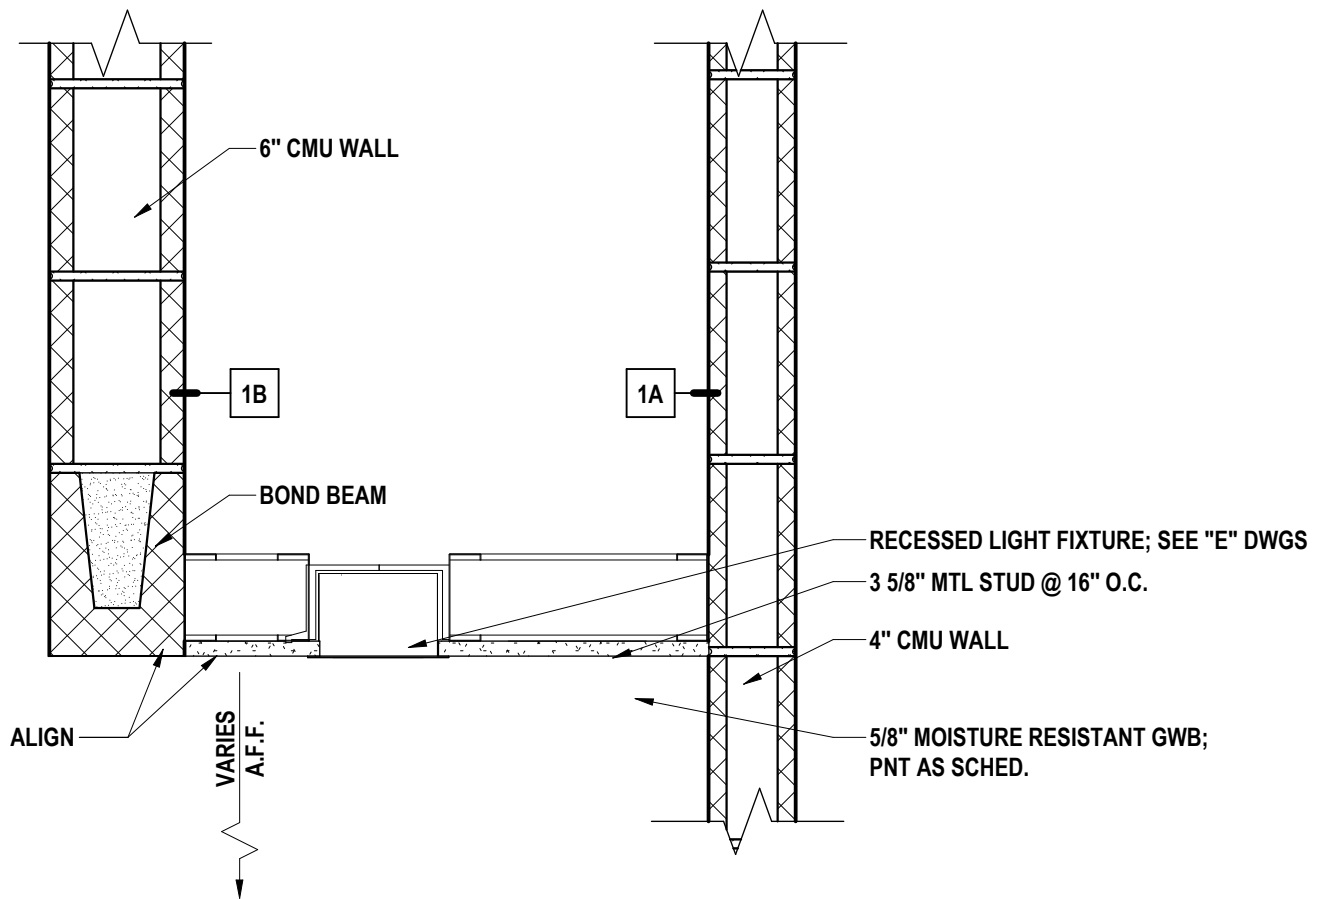 6" CMU WALL
1B
1A
BOND BEAM
RECESSED LIGHT FIXTURE; SEE "E" DWGS
3 5/8" MTL STUD @ 16" O.C.
4" CMU WALL
ALIGN
VARIES
A.F.F.
5/8" MOISTURE RESISTANT GWB;
PNT AS SCHED.